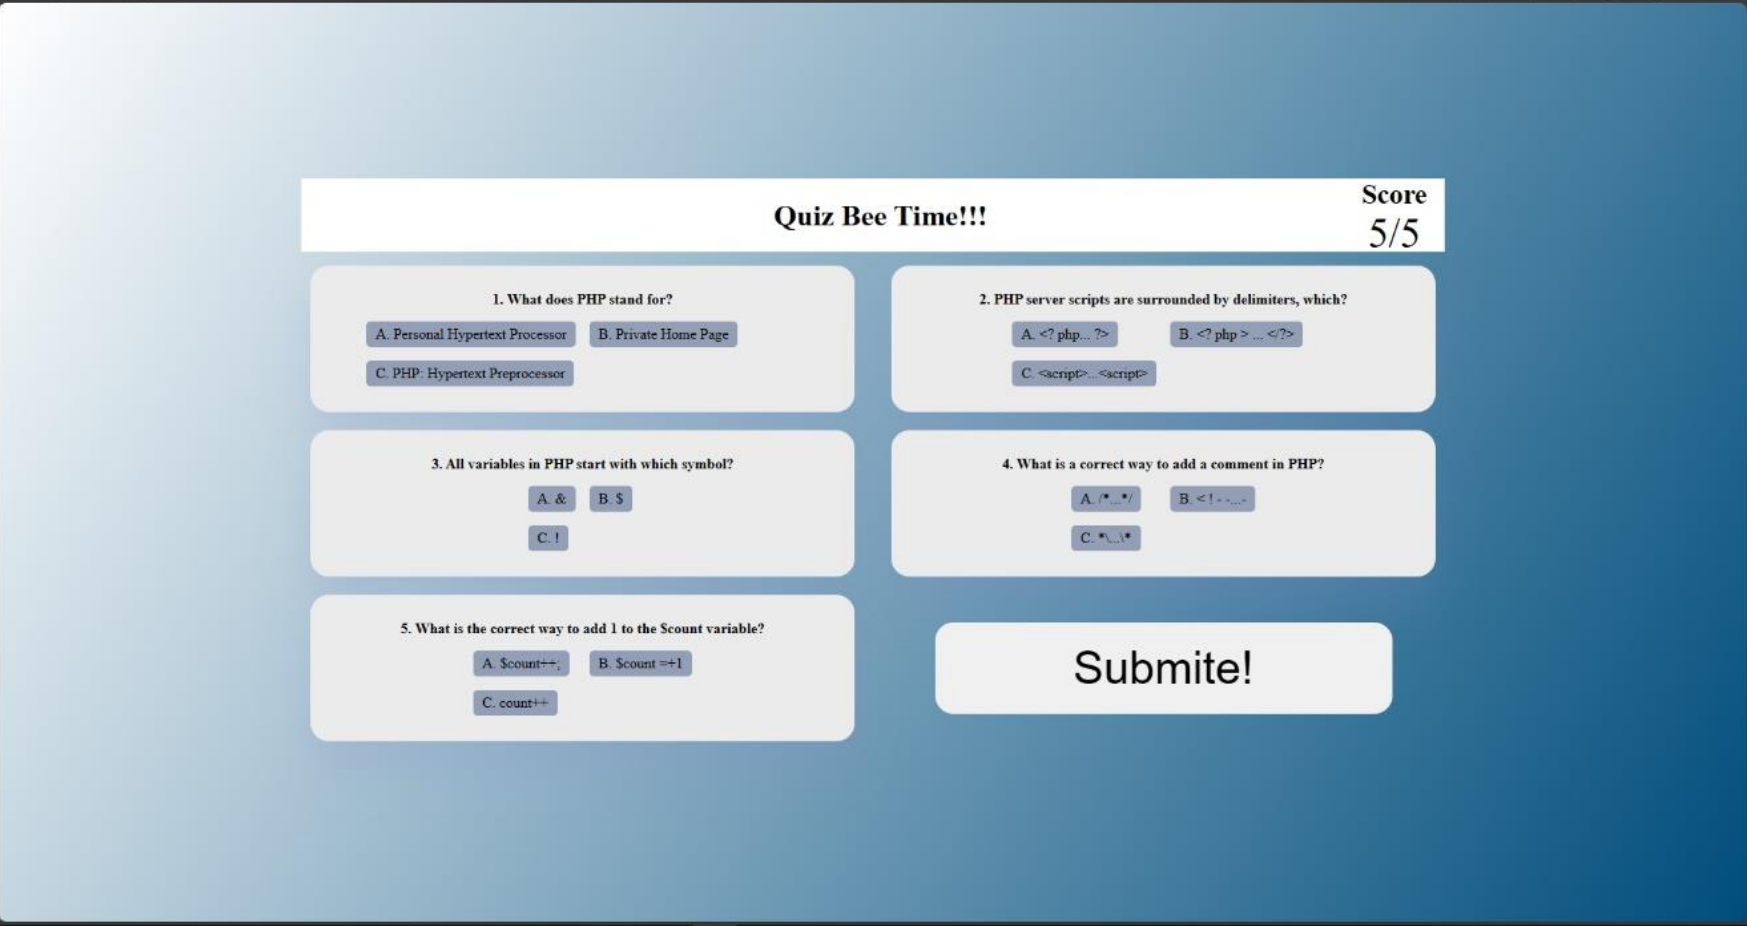 Quiz Bee Time!!!
Score
5/5
1. What does PHP stand for?
A. Personal Hypertext Processor
B. Private Home Page
C. PHP: Hypertext Preprocessor
2. PHP server scripts are surrounded by delimiters, which?
A. <? php... ?>
B. <? php > ... </?>
C. <script>...<script>
3. All variables in PHP start with which symbol?
A. &
B. $
C. !
4. What is a correct way to add a comment in PHP?
A. /*...*/
B. < ! - -...-
C. *\...\*
5. What is the correct way to add 1 to the $count variable?
A. $count++;
B. $count =+1
C. count++
Submite!